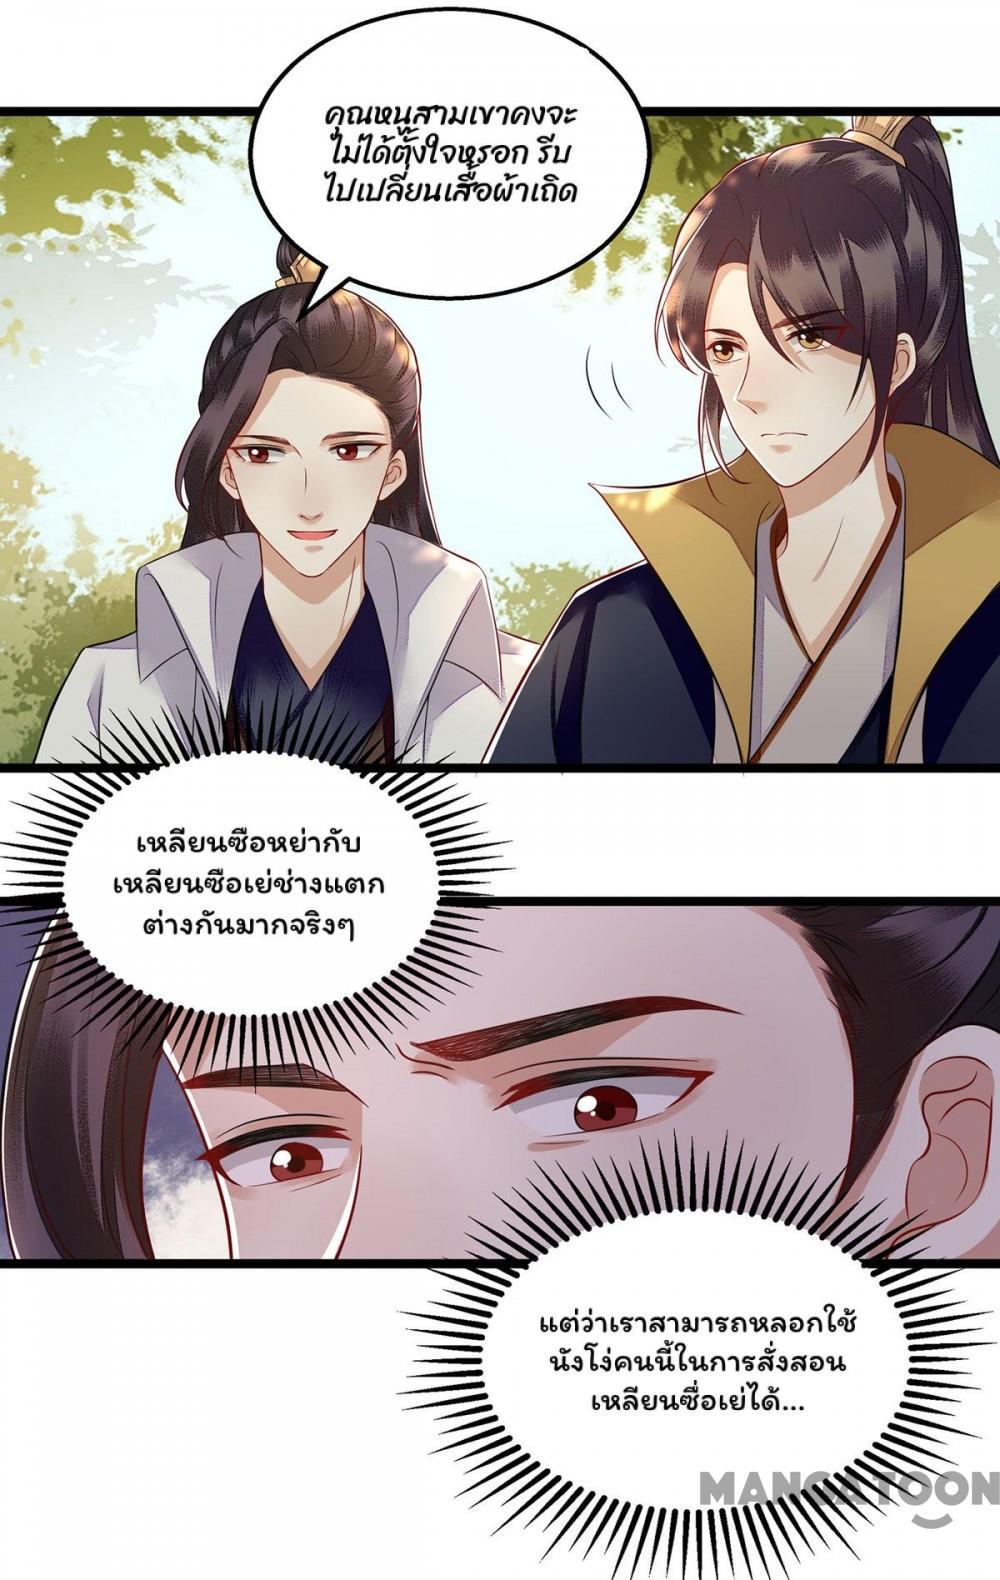 คุณหนูสามเขาคงจะ
ไม่ได้ตั้งใจหรอก รีบ
ไปเปลี่ยนเสื้อผ้าเถิด
เหลียนซือหย่ากับ
เหลียนซือเย่ช่างแตก
ต่างกันมากจริงๆ
แต่ว่าเราสามารถหลอกใช้
นังโง่คนนี้ในการสั่งสอน
เหลียนซื่อเย่ได้...
MANGATOON